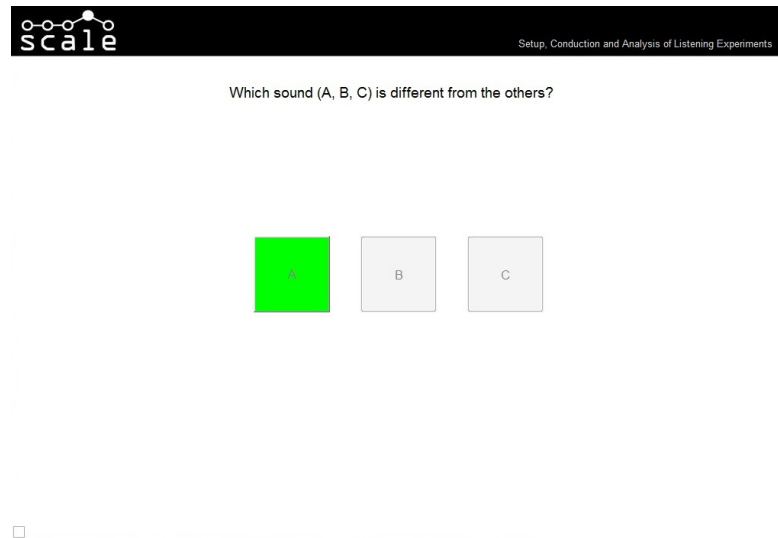 scale
Setup, Conduction and Analysis of Listening Experiments
Which sound (A, B, C) is different from the others?
A B C